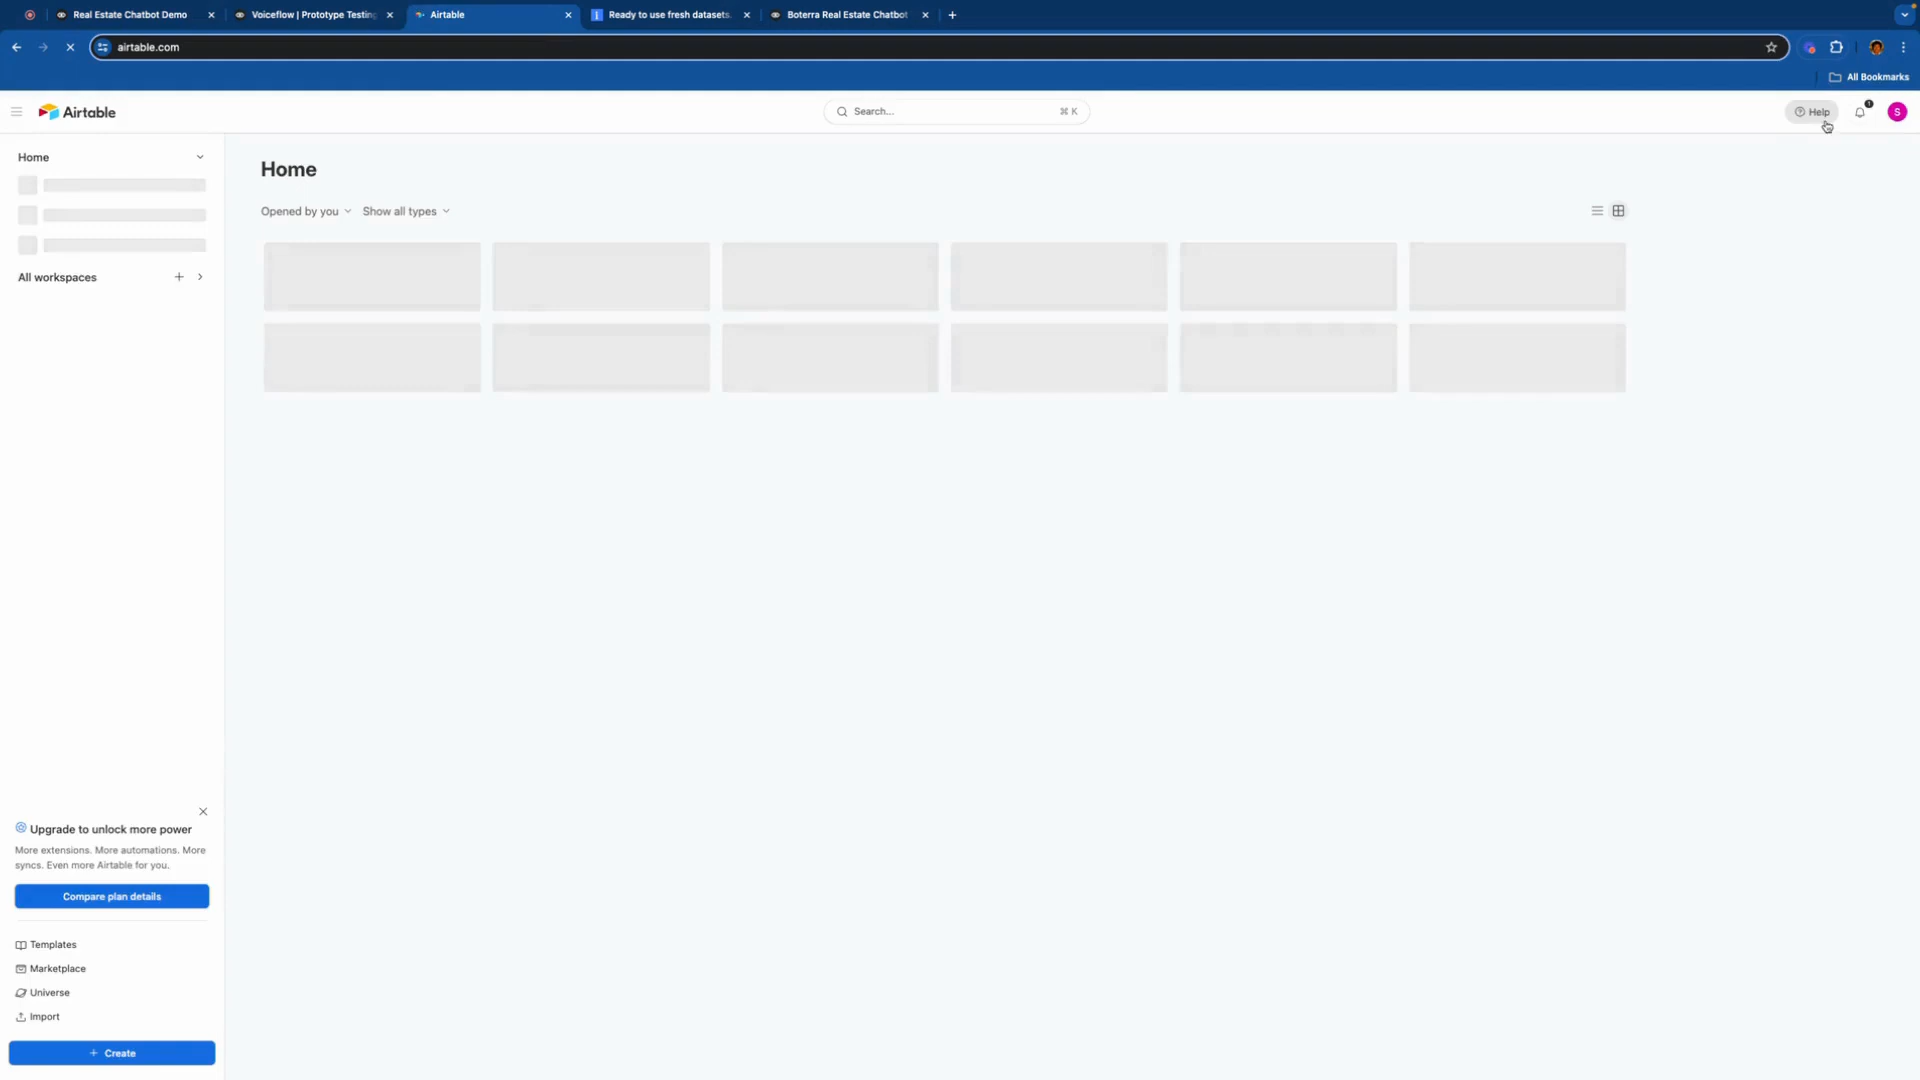 Real Estate Chatbot Demo
Voiceflow | Prototype Testing
Airtable
Ready to use fresh datasets.
Boterra Real Estate Chatbot
airtable.com
All Bookmarks
Airtable
Search...
⌘ K
Help
1
S
Home
Home
Opened by you
Show all types
All workspaces
Upgrade to unlock more power
More extensions. More automations. More
syncs. Even more Airtable for you.
Compare plan details
Templates
Marketplace
Universe
Import
+ Create